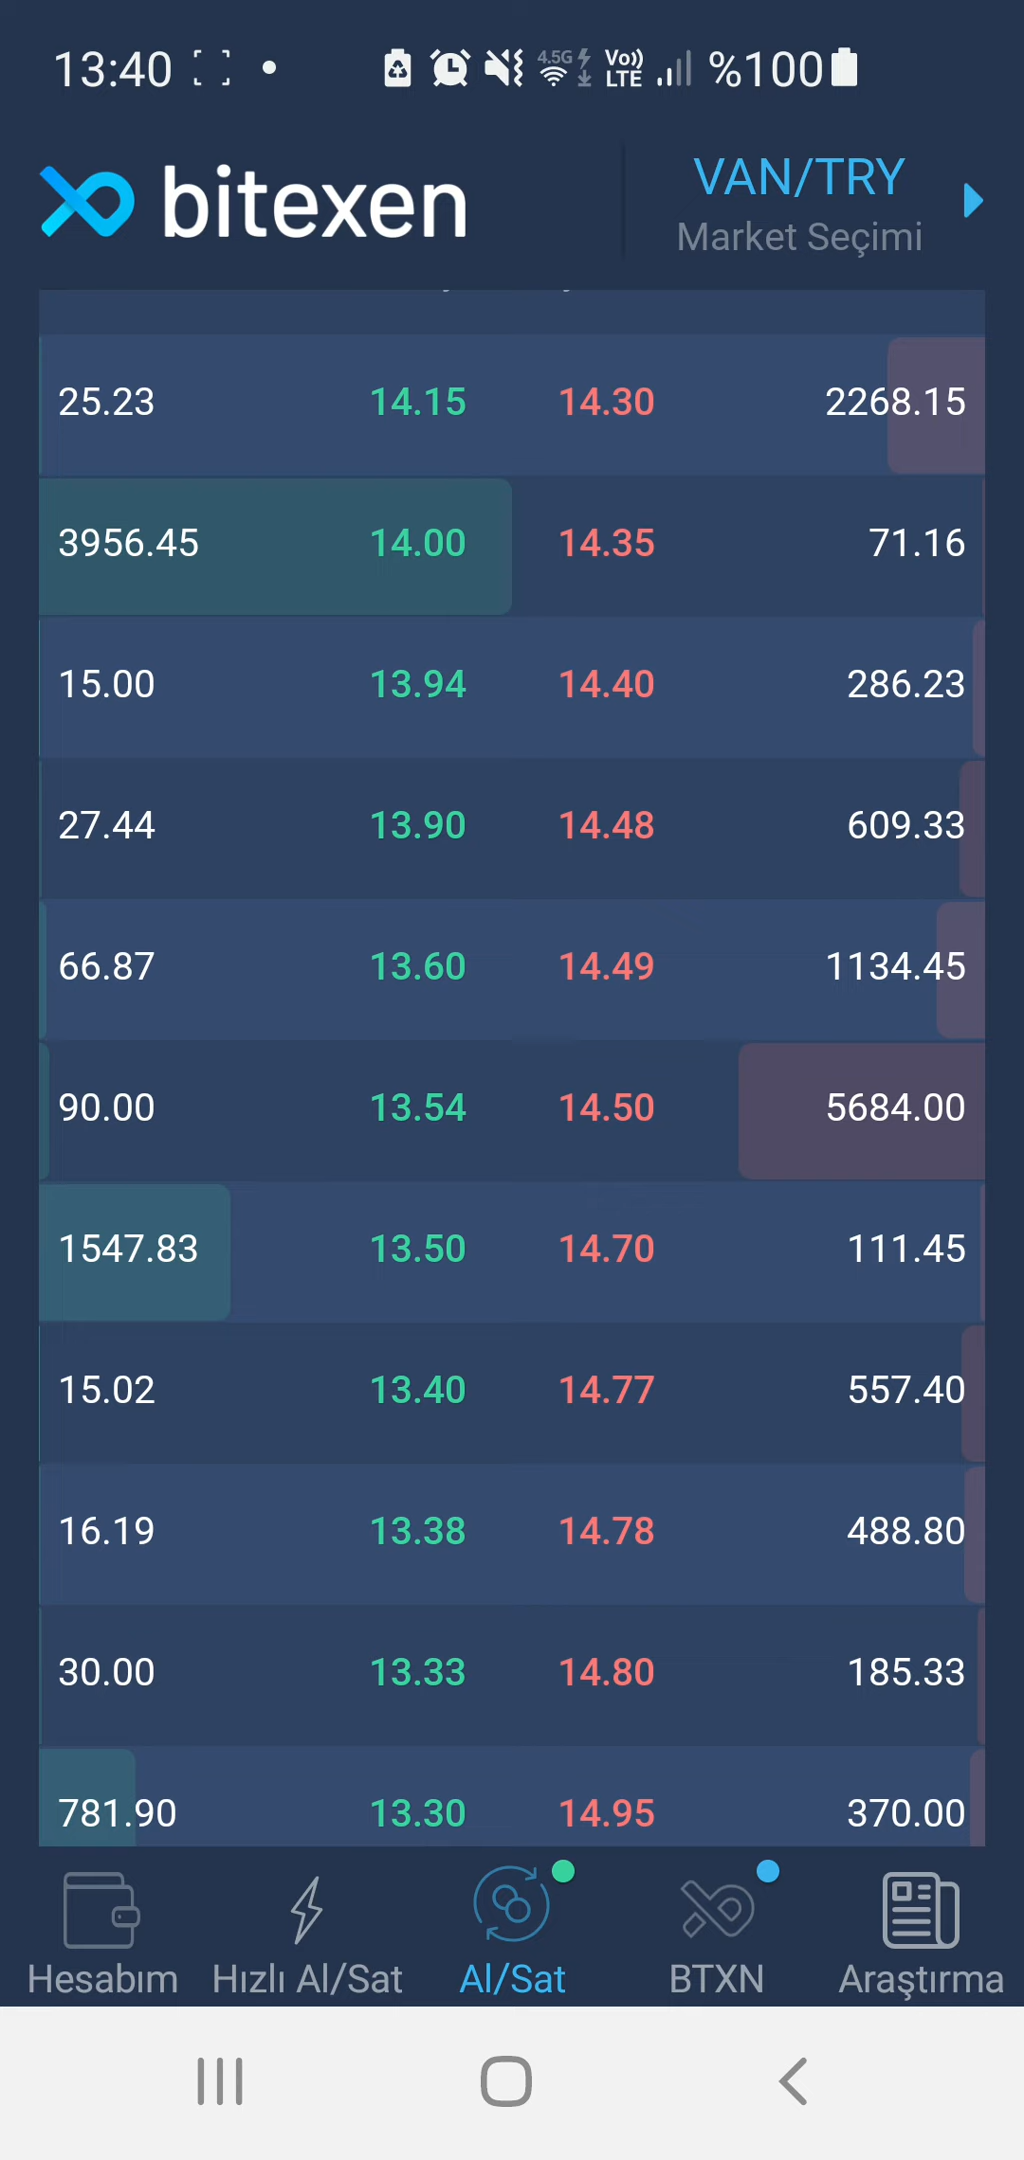 13:40 4.5G Vo)) LTE %100
bitexen
VAN/TRY
Market Seçimi
25.23 14.15 14.30 2268.15
3956.45 14.00 14.35 71.16
15.00 13.94 14.40 286.23
27.44 13.90 14.48 609.33
66.87 13.60 14.49 1134.45
90.00 13.54 14.50 5684.00
1547.83 13.50 14.70 111.45
15.02 13.40 14.77 557.40
16.19 13.38 14.78 488.80
30.00 13.33 14.80 185.33
781.90 13.30 14.95 370.00
Hesabım Hızlı Al/Sat Al/Sat BTXN Araştırma